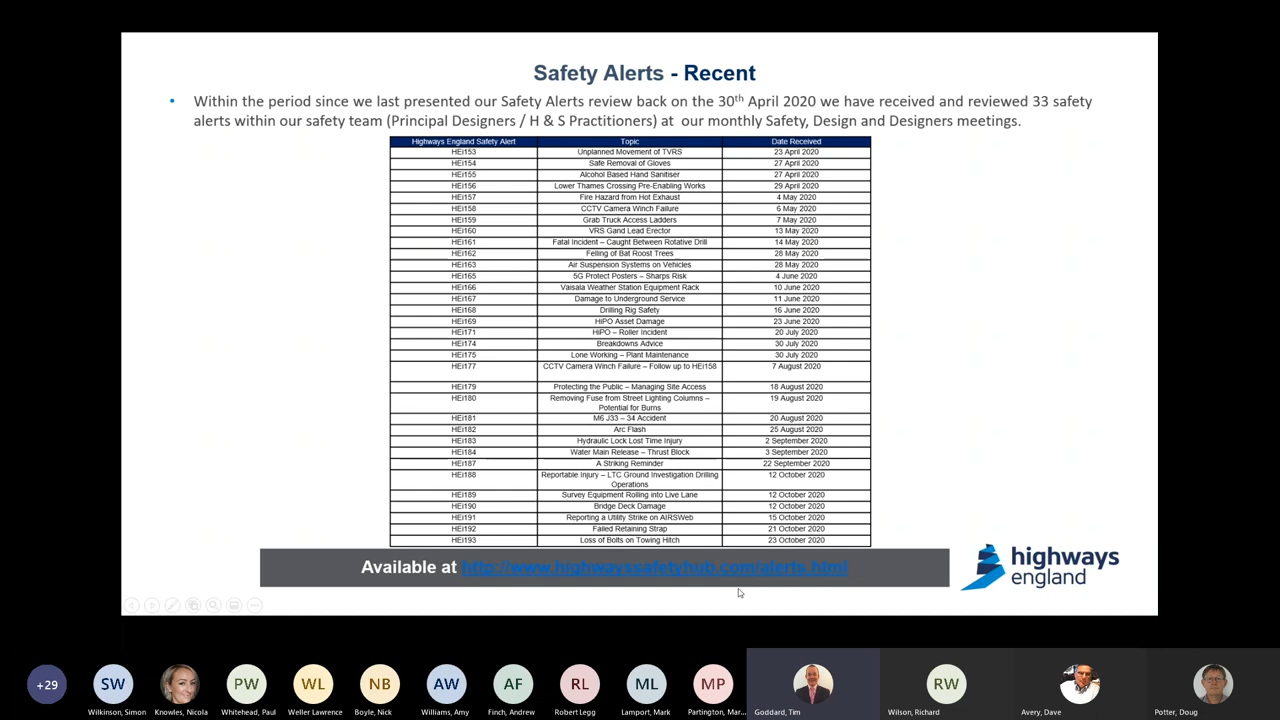 Safety Alerts - Recent
• Within the period since we last presented our Safety Alerts review back on the 30th April 2020 we have received and reviewed 33 safety
alerts within our safety team (Principal Designers / H & S Practitioners) at our monthly Safety, Design and Designers meetings.
Highways England Safety Alert Topic Date Received
HEi153 Unplanned Movement of TVRS 23 April 2020
HEi154 Safe Removal of Gloves 27 April 2020
HEi155 Alcohol Based Hand Sanitiser 27 April 2020
HEi156 Lower Thames Crossing Pre-Enabling Works 29 April 2020
HEi157 Fire Hazard from Hot Exhaust 4 May 2020
HEi158 CCTV Camera Winch Failure 6 May 2020
HEi159 Grab Truck Access Ladders 7 May 2020
HEi160 VRS Gand Lead Erector 13 May 2020
HEi161 Fatal Incident – Caught Between Rotative Drill 14 May 2020
HEi162 Felling of Bat Roost Trees 28 May 2020
HEi163 Air Suspension Systems on Vehicles 28 May 2020
HEi165 5G Protect Posters – Sharps Risk 4 June 2020
HEi166 Vaisala Weather Station Equipment Rack 10 June 2020
HEi167 Damage to Underground Service 11 June 2020
HEi168 Drilling Rig Safety 16 June 2020
HEi169 HiPO Asset Damage 23 June 2020
HEi171 HiPO – Roller Incident 20 July 2020
HEi174 Breakdowns Advice 30 July 2020
HEi175 Lone Working – Plant Maintenance 30 July 2020
HEi177 CCTV Camera Winch Failure – Follow up to HEi158 7 August 2020
HEi179 Protecting the Public – Managing Site Access 18 August 2020
HEi180 Removing Fuse from Street Lighting Columns – 19 August 2020
Potential for Burns
HEi181 M6 J33 – 34 Accident 20 August 2020
HEi182 Arc Flash 25 August 2020
HEi183 Hydraulic Lock Lost Time Injury 2 September 2020
HEi184 Water Main Release – Thrust Block 3 September 2020
HEi187 A Striking Reminder 22 September 2020
HEi188 Reportable Injury – LTC Ground Investigation Drilling 12 October 2020
Operations
HEi189 Survey Equipment Rolling into Live Lane 12 October 2020
HEi190 Bridge Deck Damage 12 October 2020
HEi191 Reporting a Utility Strike on AIRSWeb 15 October 2020
HEi192 Failed Retaining Strap 21 October 2020
HEi193 Loss of Bolts on Towing Hitch 23 October 2020
Available at http://www.highwayssafetyhub.com/alerts.html
highways
england
+29 SW PW WL NB AW AF RL ML MP RW
Wilkinson, Simon Knowles, Nicola Whitehead, Paul Weller Lawrence Boyle, Nick Williams, Amy Finch, Andrew Robert Legg Lamport, Mark Partington, Mar... Goddard, Tim Wilson, Richard Avery, Dave Potter, Doug